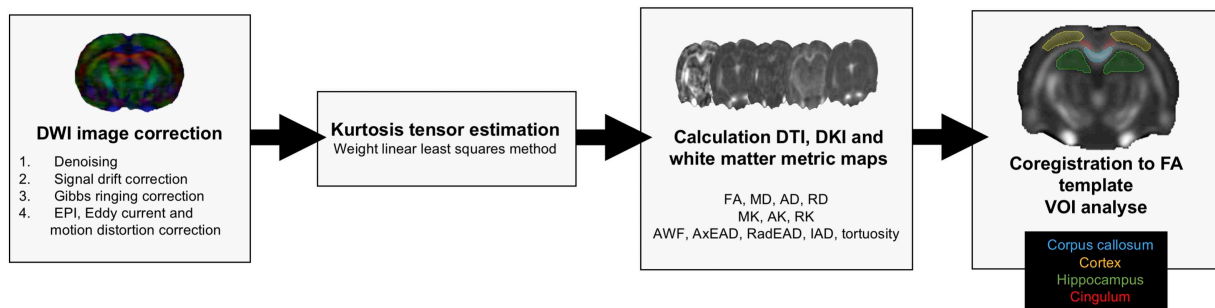 DWI image correction
1. Denoising
2. Signal drift correction
3. Gibbs ringing correction
4. EPI, Eddy current and
motion distortion correction
Kurtosis tensor estimation
Weight linear least squares method
Calculation DTI, DKI and
white matter metric maps
FA, MD, AD, RD
MK, AK, RK
AWF, AxEAD, RadEAD, IAD, tortuosity
Coregistration to FA
template
VOI analyse
Corpus callosum
Cortex
Hippocampus
Cingulum